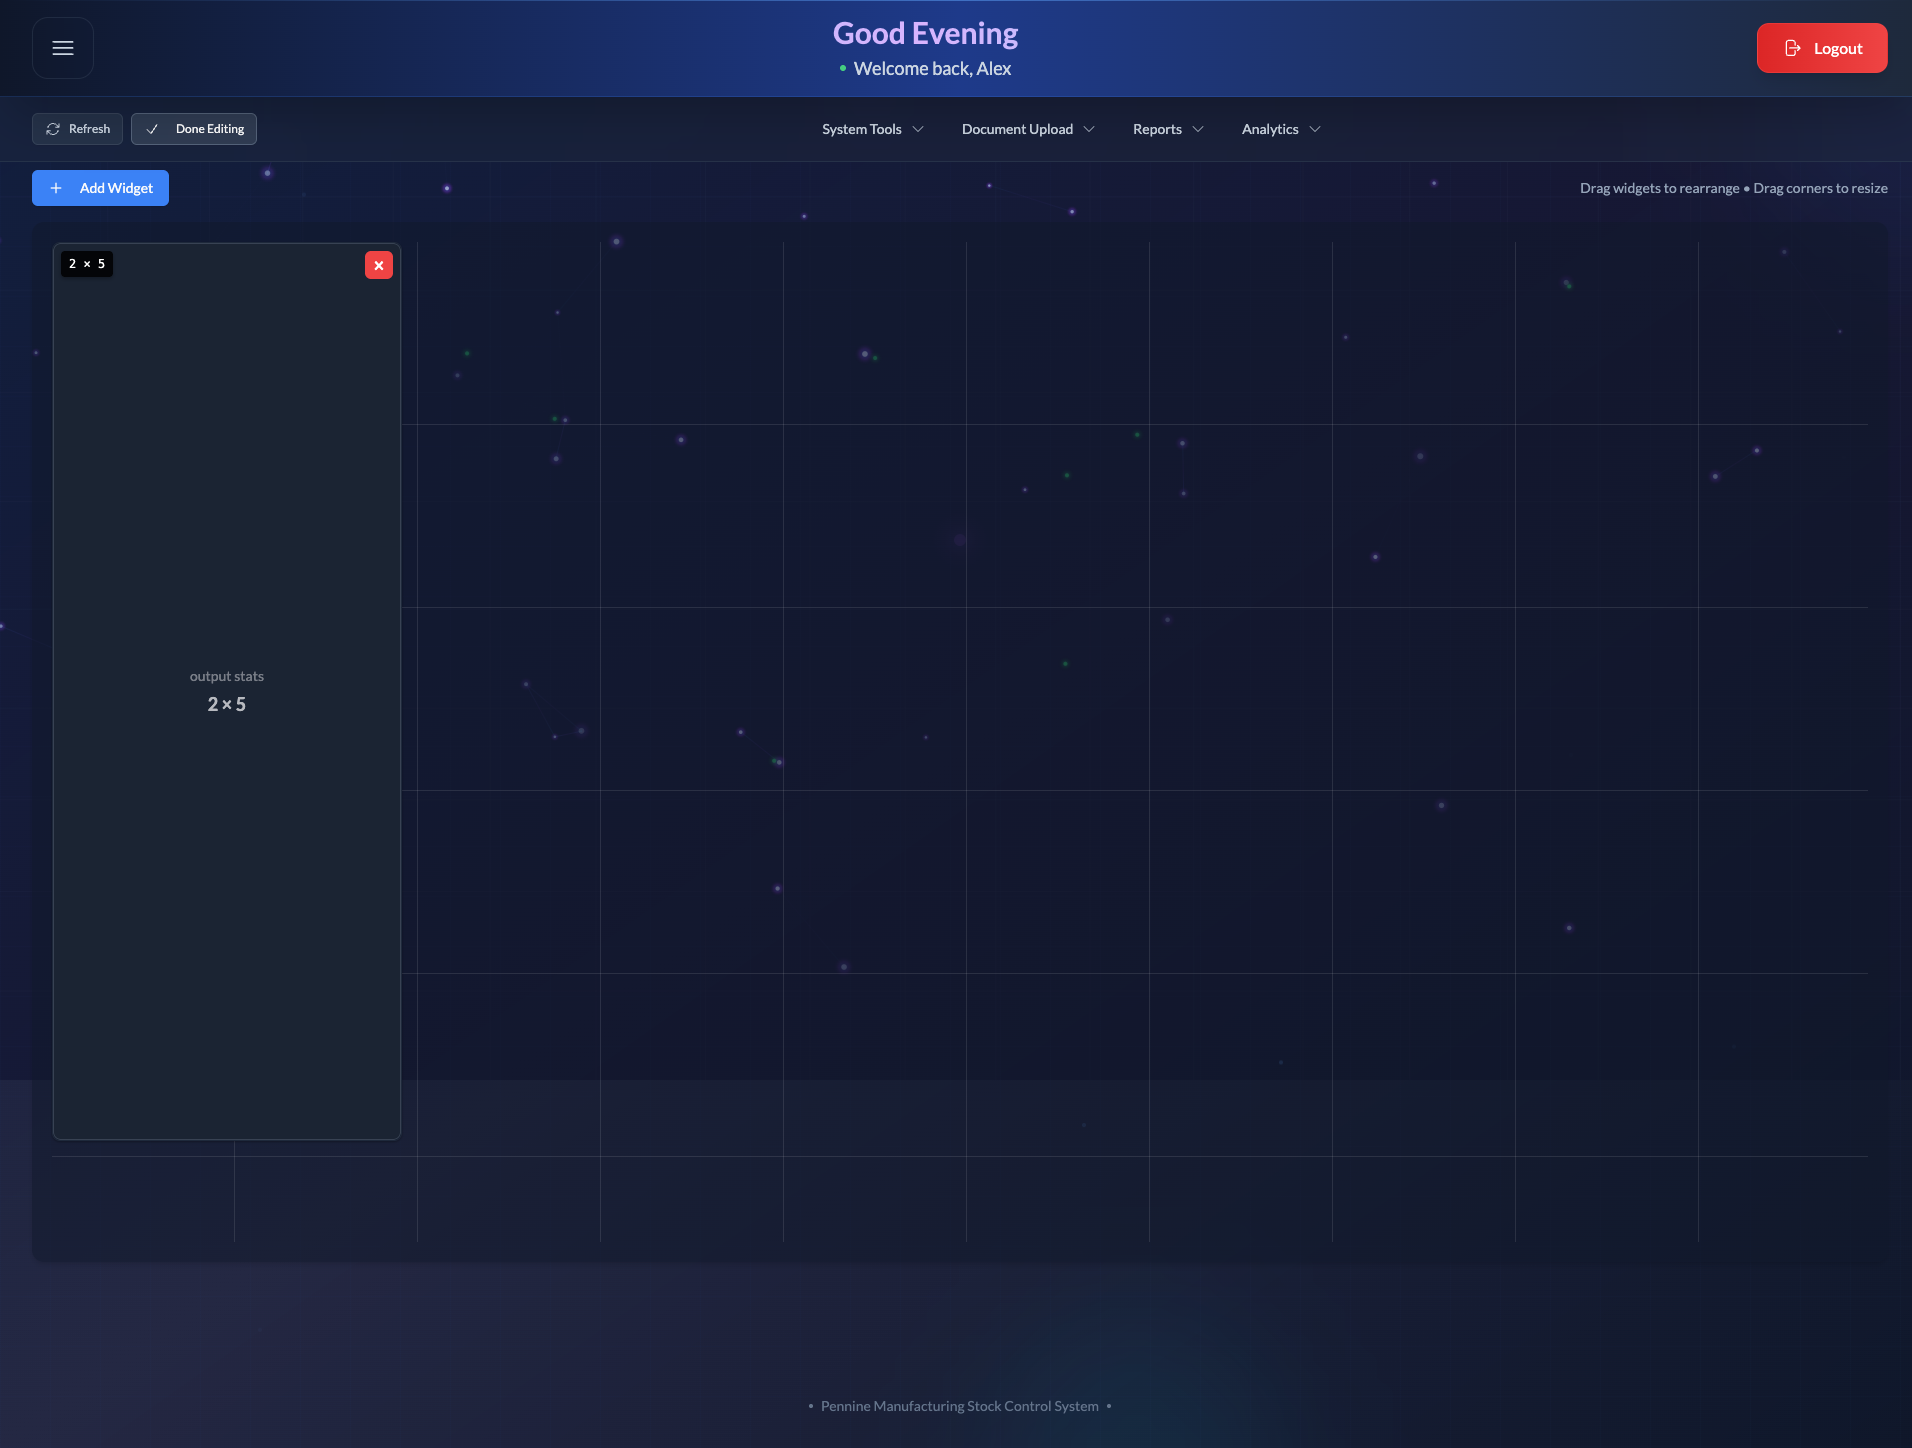 Good Evening
• Welcome back, Alex
Logout
Refresh
Done Editing
System Tools
Document Upload
Reports
Analytics
Add Widget
Drag widgets to rearrange • Drag corners to resize
2 × 5
output stats
2 × 5
• Pennine Manufacturing Stock Control System •